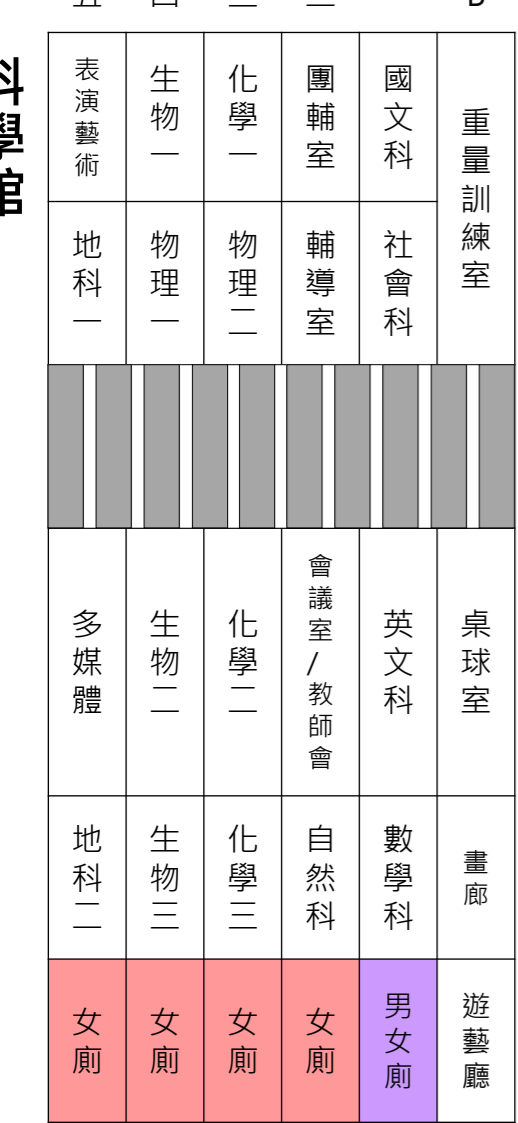 科學館
表演藝術
生物一
化學一
團輔室
國文科
重量訓練室
地科一
物理一
物理二
輔導室
社會科
多媒體
生物二
化學二
會議室/教師會
英文科
桌球室
地科二
生物三
化學三
自然科
數學科
畫廊
女廁
女廁
女廁
女廁
男女廁
遊藝廳